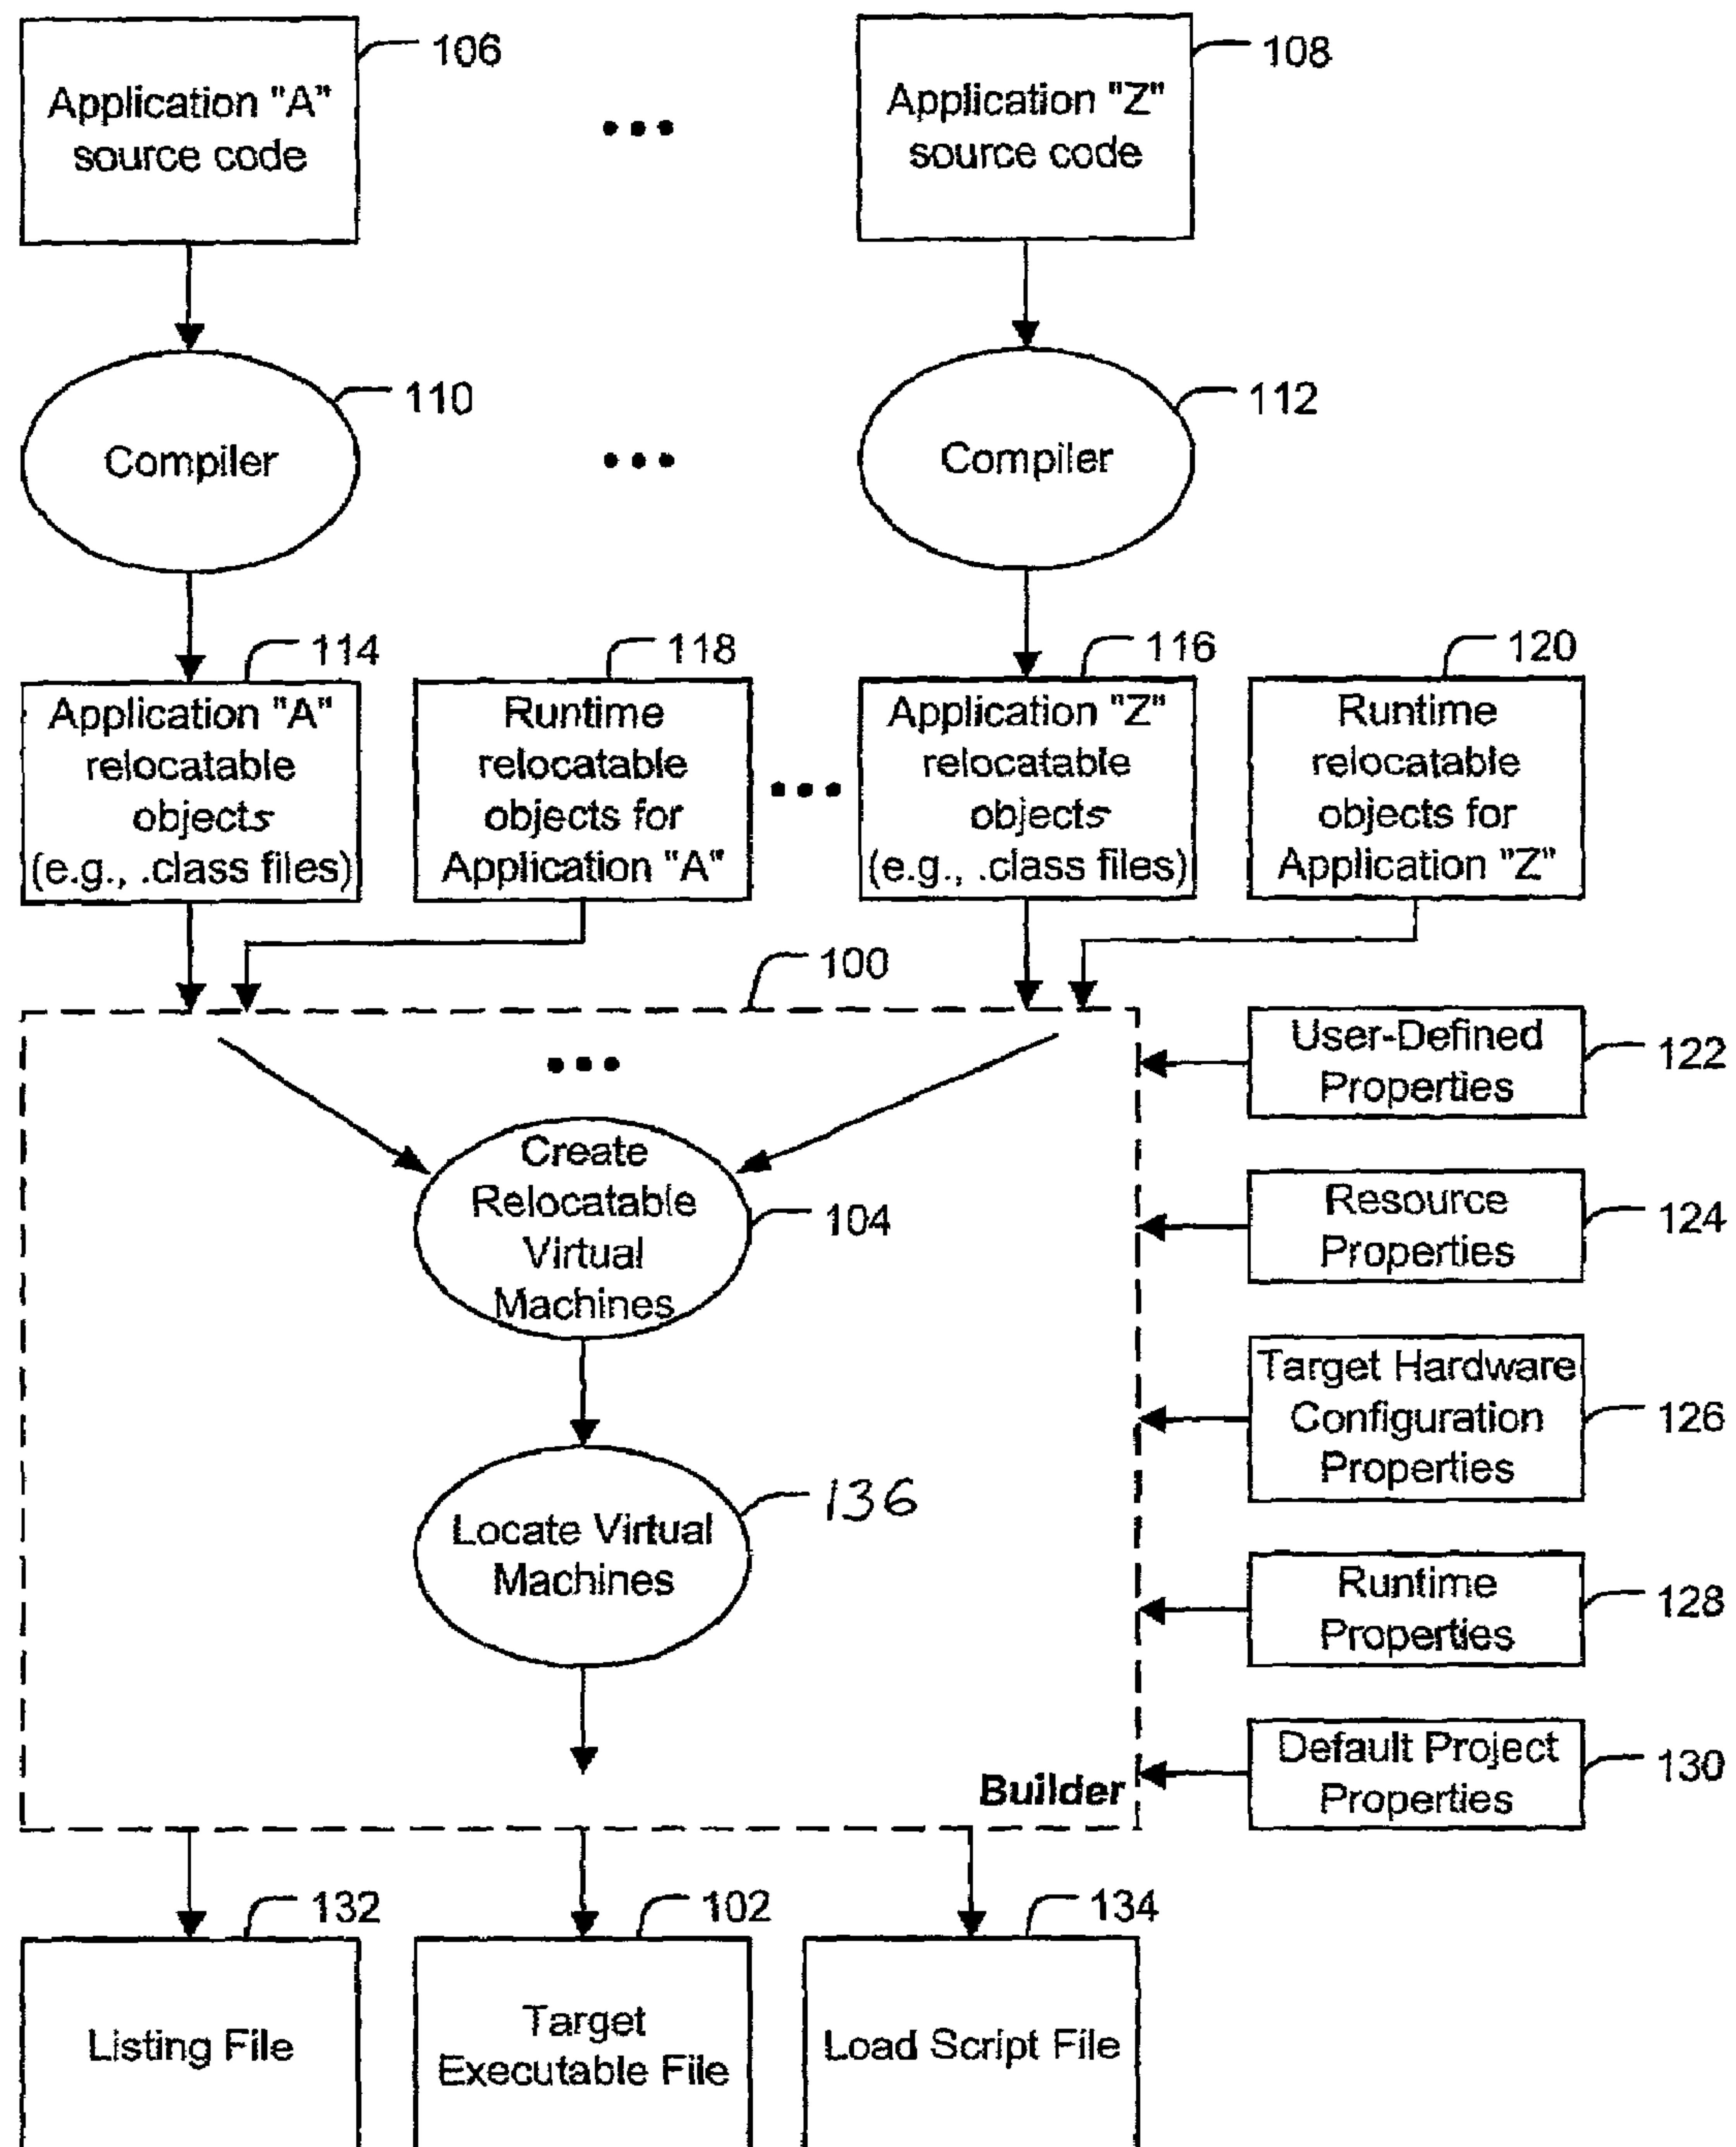 106
108
Application "A"
source code
Application "Z"
source code
110
112
Compiler
Compiler
114
118
116
120
Application "A"
relocatable
objects
(e.g., .class files)
Runtime
relocatable
objects for
Application "A"
Application "Z"
relocatable
objects
(e.g., .class files)
Runtime
relocatable
objects for
Application "Z"
100
User-Defined
Properties
122
Create
Relocatable
Virtual
Machines
104
Resource
Properties
124
Target Hardware
Configuration
Properties
126
Locate Virtual
Machines
136
Runtime
Properties
128
Default Project
Properties
130
Builder
132
102
134
Listing File
Target
Executable File
Load Script File